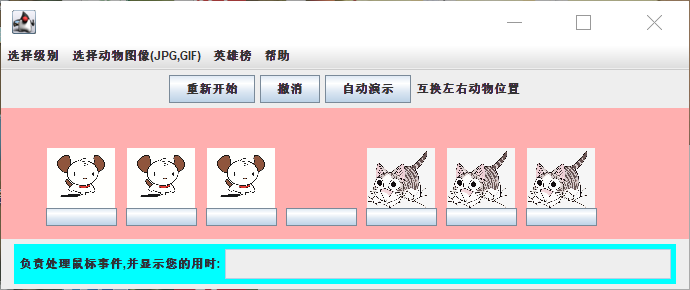 选择级别 选择动物图像(JPG,GIF) 英雄榜 帮助
重新开始 撤消 自动演示 互换左右动物位置
负责处理鼠标事件,并显示您的用时: